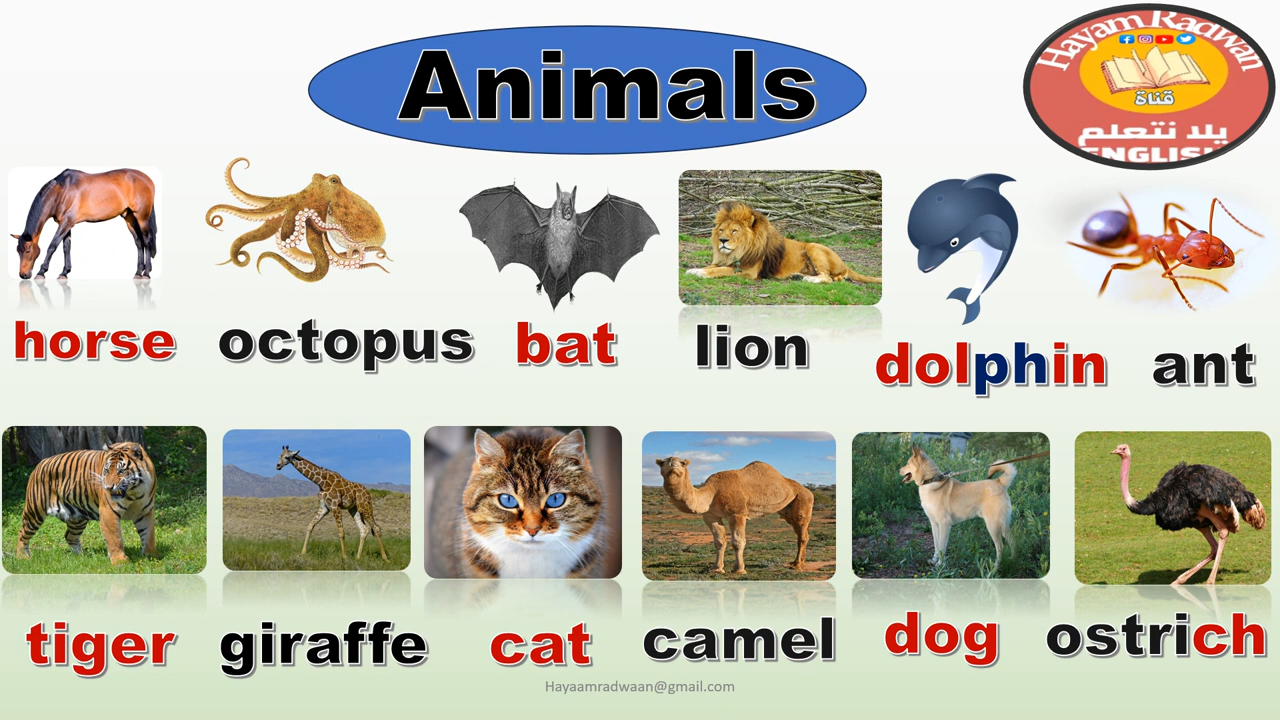 Animals
Hayam Radwan
قناة
يلا نتعلم
ENGLISH
horse octopus bat lion dolphin ant
tiger giraffe cat camel dog ostrich
Hayaamradwaan@gmail.com